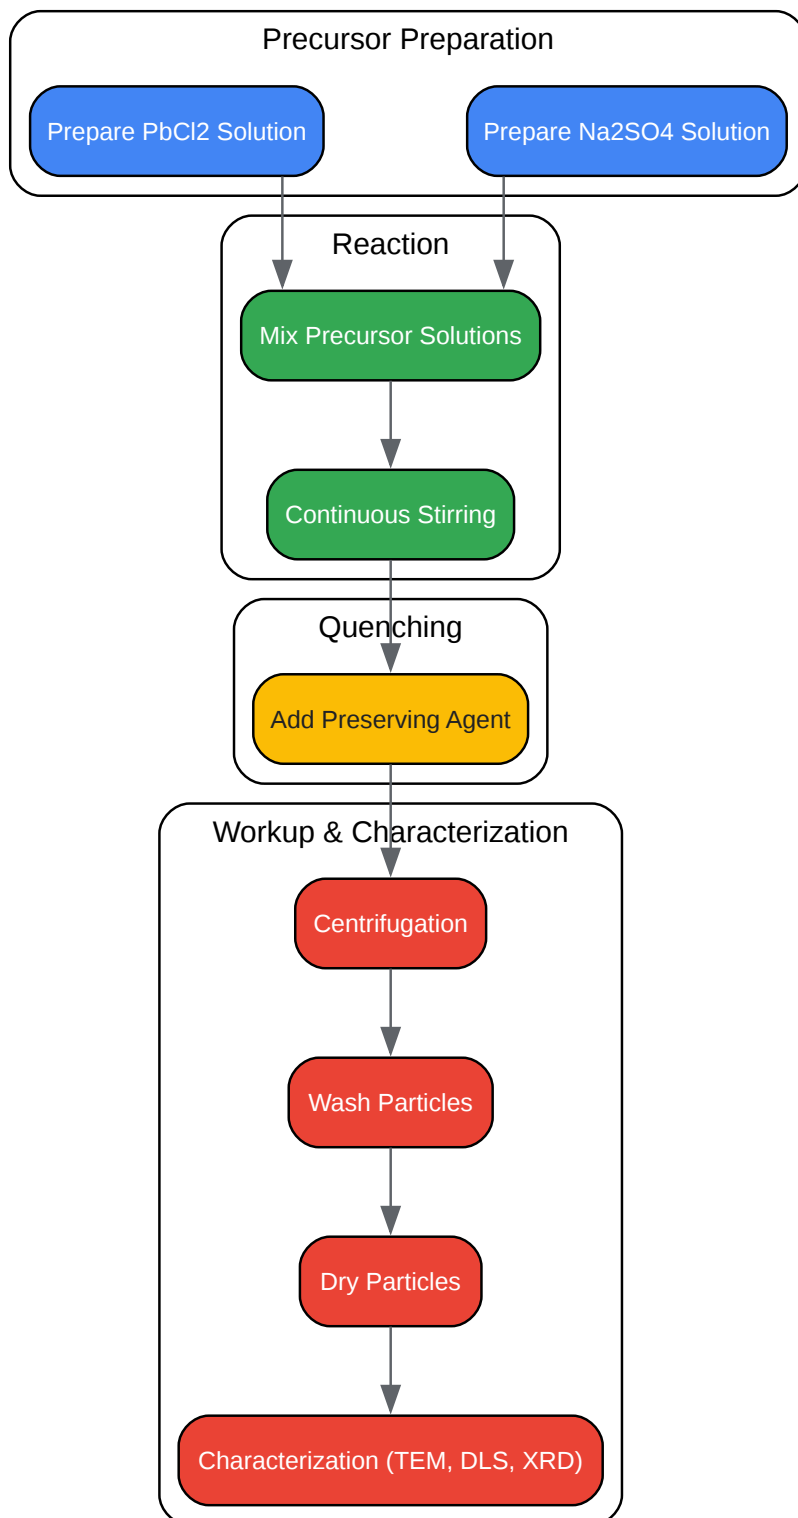 Precursor Preparation
Prepare PbCl2 Solution
Prepare Na2SO4 Solution
Reaction
Mix Precursor Solutions
Continuous Stirring
Quenching
Add Preserving Agent
Workup & Characterization
Centrifugation
Wash Particles
Dry Particles
Characterization (TEM, DLS, XRD)